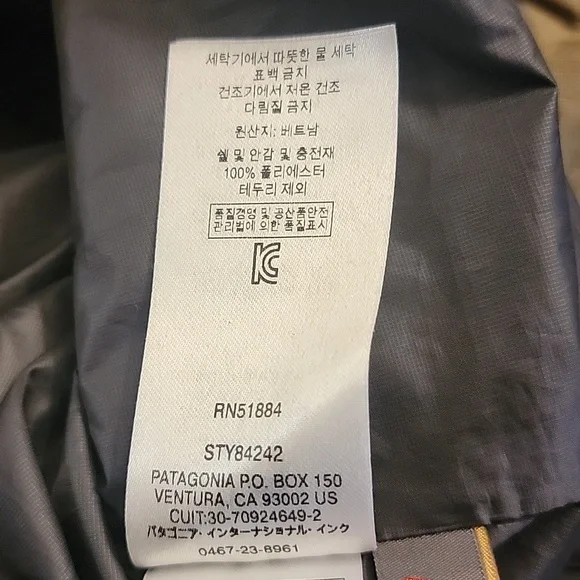 세탁기에서 따뜻한 물 세탁
표백 금지
건조기에서 저온 건조
다림질 금지
원산지: 베트남
쉘 및 안감 및 충전재
100% 폴리에스터
테두리 제외
품질경영 및 공산품안전
관리법에 의한 품질표시
RN51884
STY84242
PATAGONIA P.O. BOX 150
VENTURA, CA 93002 US
CUIT:30-70924649-2
パタゴニア・インターナショナル・インク
0467-23-8961